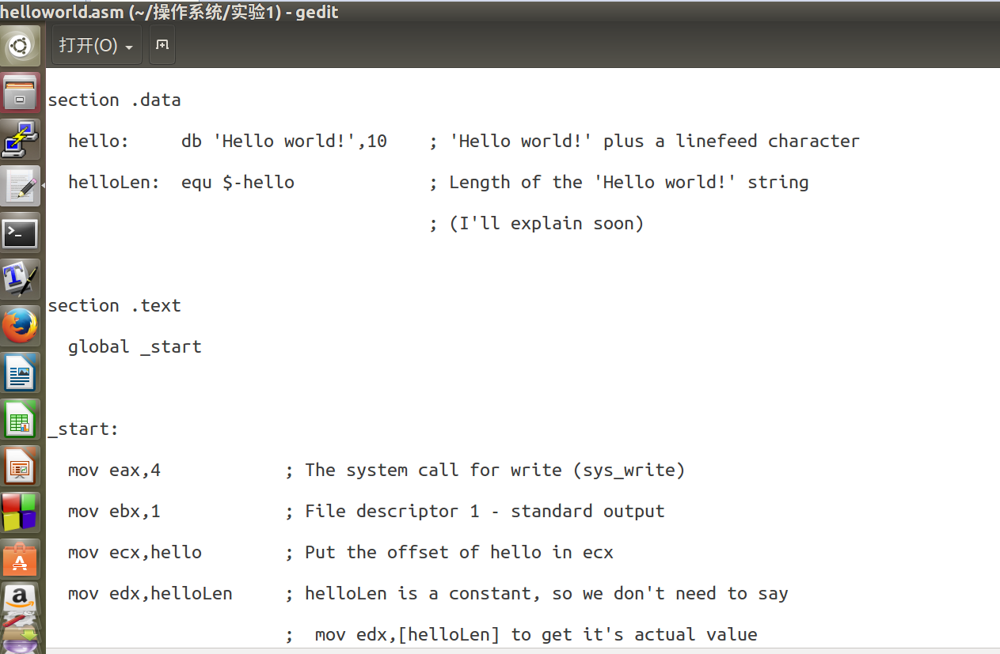 helloworld.asm (~/操作系统/实验1) - gedit
打开(O)
section .data
hello: db 'Hello world!',10 ; 'Hello world!' plus a linefeed character
helloLen: equ $-hello ; Length of the 'Hello world!' string
; (I'll explain soon)
section .text
global _start
_start:
mov eax,4 ; The system call for write (sys_write)
mov ebx,1 ; File descriptor 1 - standard output
mov ecx,hello ; Put the offset of hello in ecx
mov edx,helloLen ; helloLen is a constant, so we don't need to say
; mov edx,[helloLen] to get it's actual value